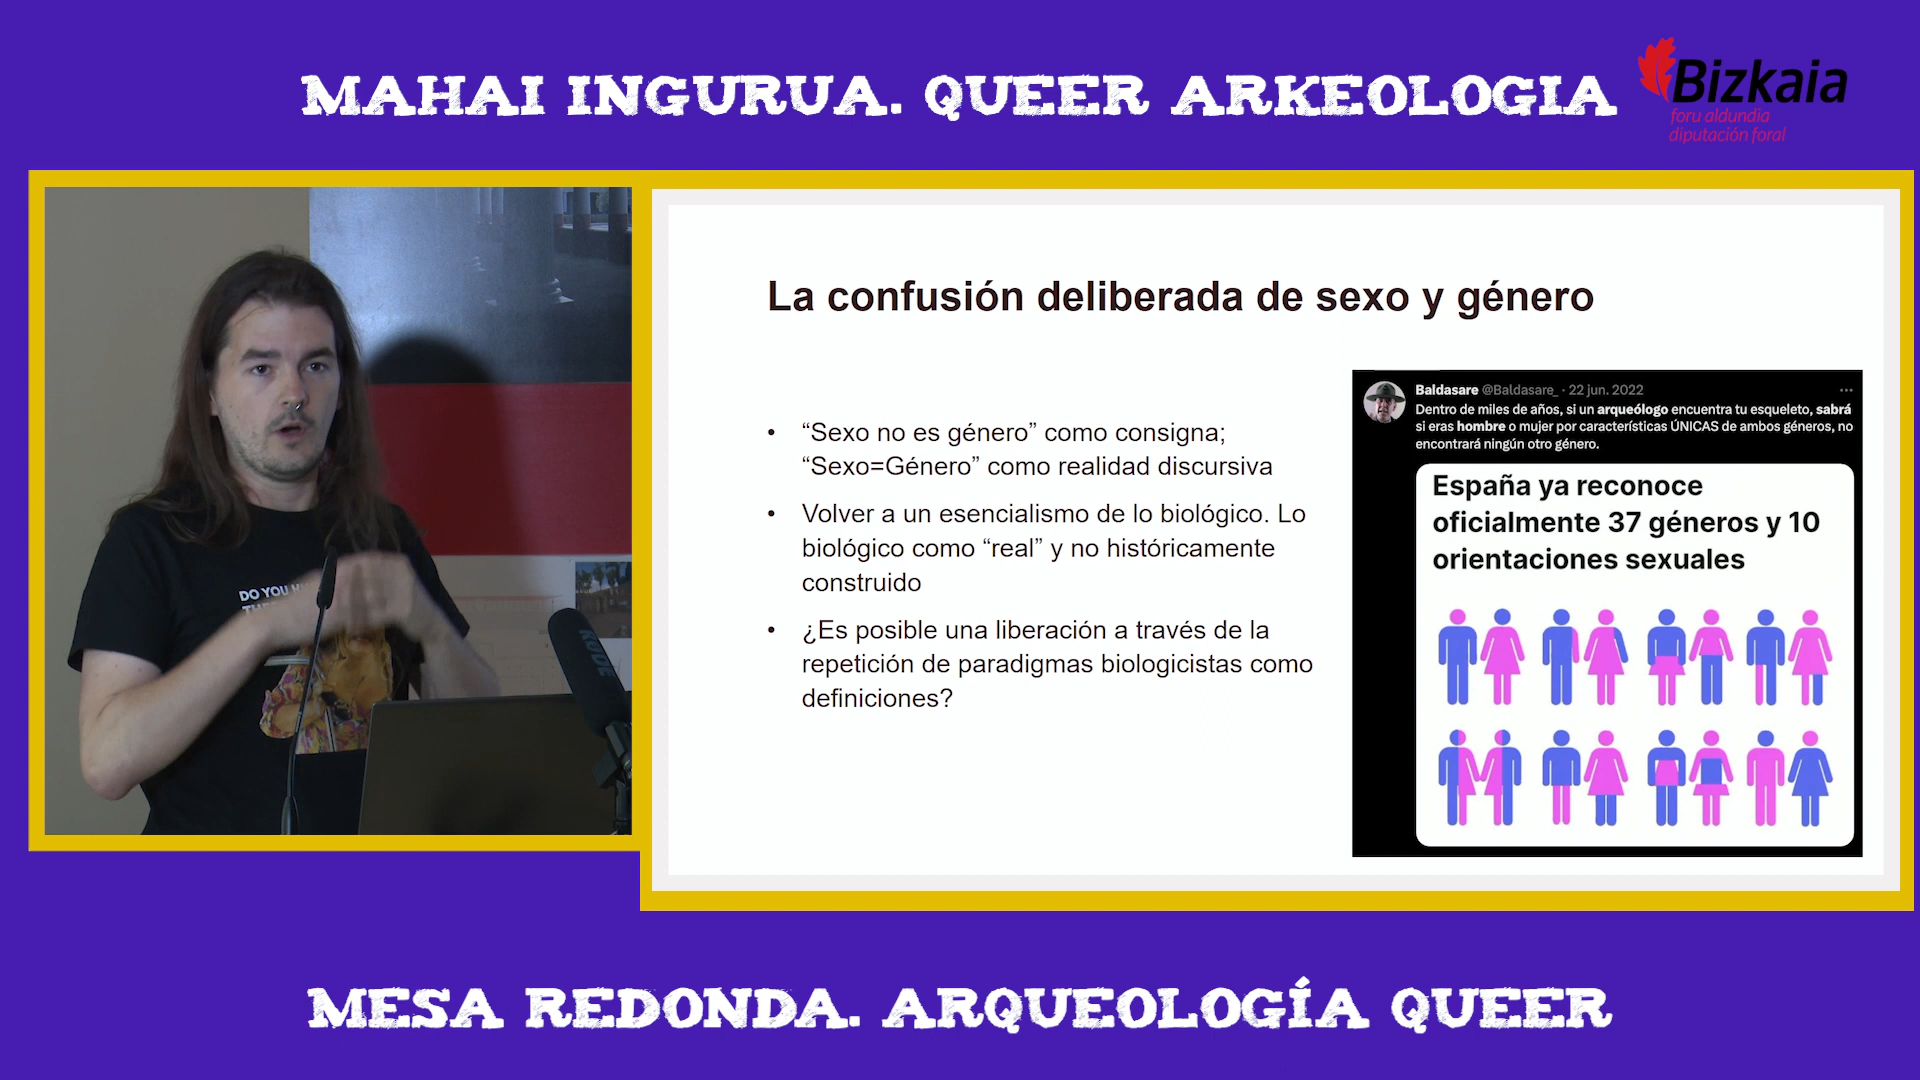 MAHAI INGURUA. QUEER ARKEOLOGIA
Bizkaia
foru aldundia
diputación foral
La confusión deliberada de sexo y género
• “Sexo no es género” como consigna;
“Sexo=Género” como realidad discursiva
• Volver a un esencialismo de lo biológico. Lo
biológico como “real” y no históricamente
construido
• ¿Es posible una liberación a través de la
repetición de paradigmas biologicistas como
definiciones?
Baldasare @Baldasare_ · 22 jun. 2022
Dentro de miles de años, si un arqueólogo encuentra tu esqueleto, sabrá
si eras hombre o mujer por características ÚNICAS de ambos géneros, no
encontrará ningún otro género.
España ya reconoce
oficialmente 37 géneros y 10
orientaciones sexuales
DO YOU
MESA REDONDA. ARQUEOLOGÍA QUEER